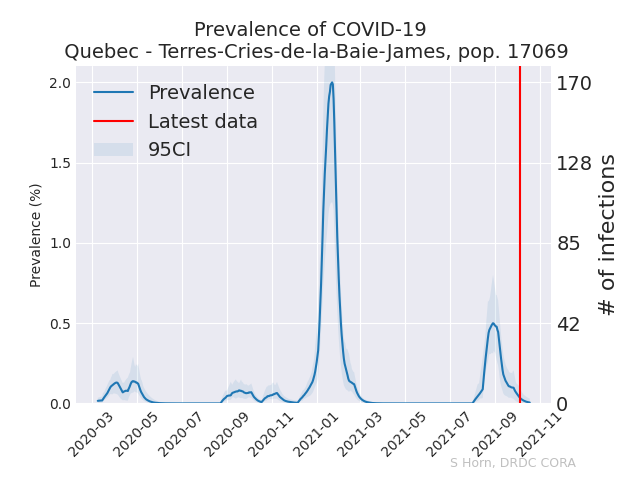 Prevalence of COVID-19
Quebec - Terres-Cries-de-la-Baie-James, pop. 17069
Prevalence
Latest data
95CI
Prevalence (%)
2.0
1.5
1.0
0.5
0.0
170
128
85
42
0
# of infections
2020-03
2020-05
2020-07
2020-09
2020-11
2021-01
2021-03
2021-05
2021-07
2021-09
2021-11
S Horn, DRDC CORA